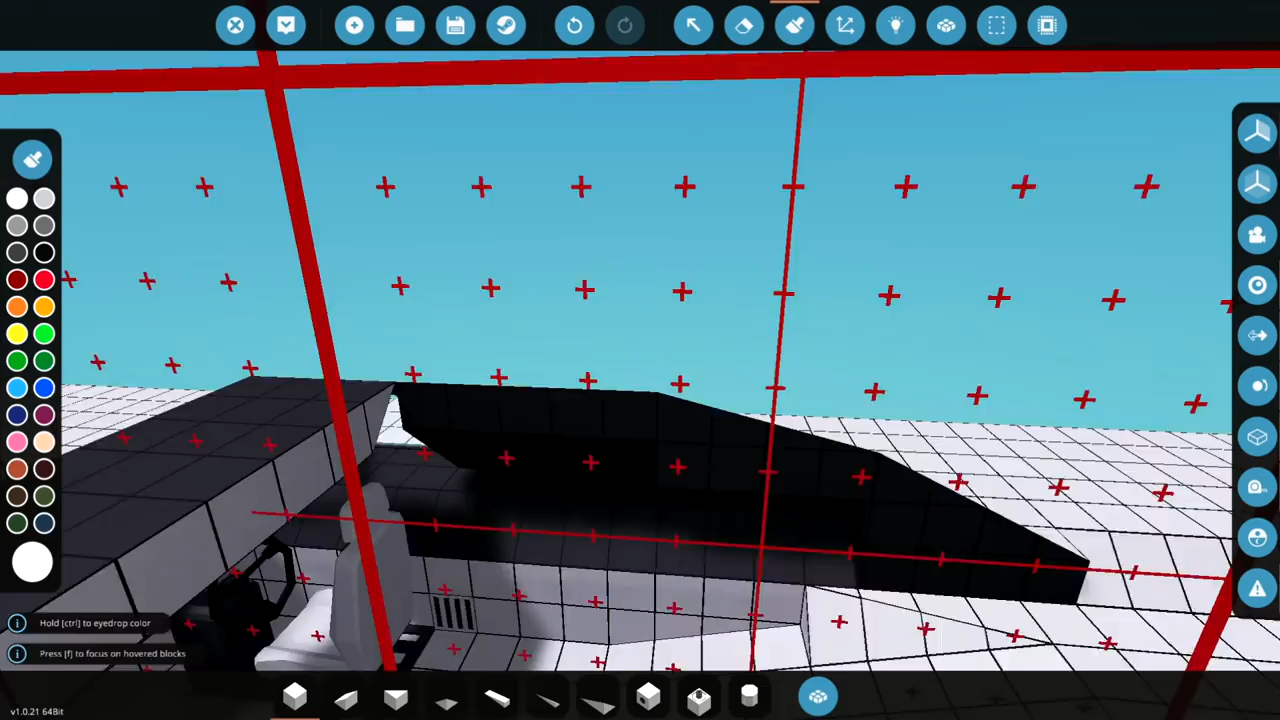 Hold [ctrl] to eyedrop color
Press [f] to focus on hovered blocks
v1.0.21 64Bit